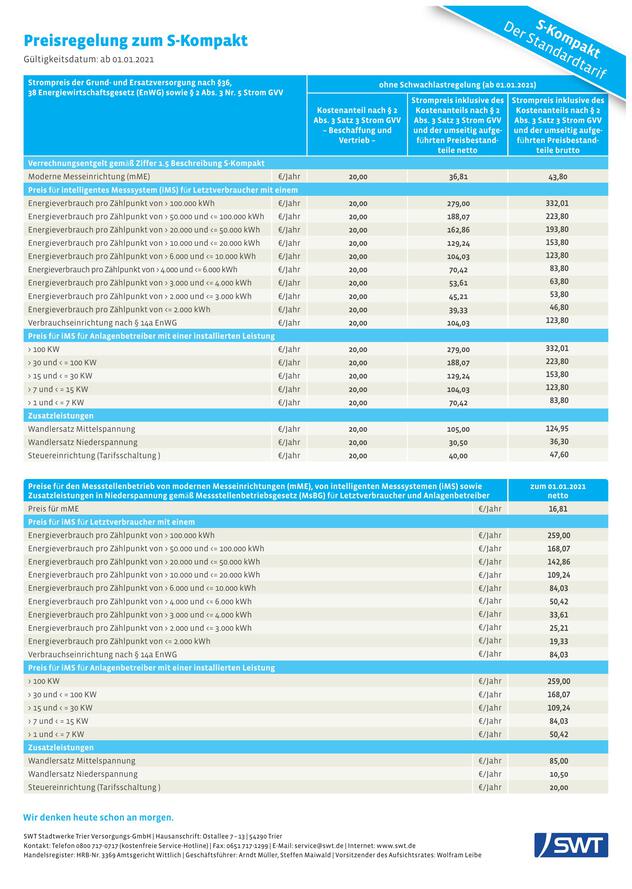 S-Kompakt
Der Standardtarif
Preisregelung zum S-Kompakt
Gültigkeitsdatum: ab 01.01.2021
Strompreis der Grund- und Ersatzversorgung nach §36,
38 Energiewirtschaftsgesetz (EnWG) sowie § 2 Abs. 3 Nr. 5 Strom GVV
ohne Schwachlastregelung (ab 01.01.2021)
Kostenanteil nach § 2
Abs. 3 Satz 3 Strom GVV
– Beschaffung und
Vertrieb –
Strompreis inklusive des
Kostenanteils nach § 2
Abs. 3 Satz 3 Strom GVV
und der umseitig aufge-
führten Preisbestand-
teile netto
Strompreis inklusive des
Kostenanteils nach § 2
Abs. 3 Satz 3 Strom GVV
und der umseitig aufge-
führten Preisbestand-
teile brutto
Verrechnungsentgelt gemäß Ziffer 1.5 Beschreibung S-Kompakt
Moderne Messeinrichtung (mME) €/Jahr 20,00 36,81 43,80
Preis für intelligentes Messsystem (iMS) für Letztverbraucher mit einem
Energieverbrauch pro Zählpunkt von > 100.000 kWh €/Jahr 20,00 279,00 332,01
Energieverbrauch pro Zählpunkt von > 50.000 und <= 100.000 kWh €/Jahr 20,00 188,07 223,80
Energieverbrauch pro Zählpunkt von > 20.000 und <= 50.000 kWh €/Jahr 20,00 162,86 193,80
Energieverbrauch pro Zählpunkt von > 10.000 und <= 20.000 kWh €/Jahr 20,00 129,24 153,80
Energieverbrauch pro Zählpunkt von > 6.000 und <= 10.000 kWh €/Jahr 20,00 104,03 123,80
Energieverbrauch pro Zählpunkt von > 4.000 und <= 6.000 kWh €/Jahr 20,00 70,42 83,80
Energieverbrauch pro Zählpunkt von > 3.000 und <= 4.000 kWh €/Jahr 20,00 53,61 63,80
Energieverbrauch pro Zählpunkt von > 2.000 und <= 3.000 kWh €/Jahr 20,00 45,21 53,80
Energieverbrauch pro Zählpunkt von <= 2.000 kWh €/Jahr 20,00 39,33 46,80
Verbrauchseinrichtung nach § 14a EnWG €/Jahr 20,00 104,03 123,80
Preis für iMS für Anlagenbetreiber mit einer installierten Leistung
> 100 KW €/Jahr 20,00 279,00 332,01
> 30 und < = 100 KW €/Jahr 20,00 188,07 223,80
> 15 und < = 30 KW €/Jahr 20,00 129,24 153,80
> 7 und < = 15 KW €/Jahr 20,00 104,03 123,80
> 1 und < = 7 KW €/Jahr 20,00 70,42 83,80
Zusatzleistungen
Wandlersatz Mittelspannung €/Jahr 20,00 105,00 124,95
Wandlersatz Niederspannung €/Jahr 20,00 30,50 36,30
Steuereinrichtung (Tarifsschaltung ) €/Jahr 20,00 40,00 47,60
Preise für den Messstellenbetrieb von modernen Messeinrichtungen (mME), von intelligenten Messsystemen (iMS) sowie
Zusatzleistungen in Niederspannung gemäß Messstellenbetriebsgesetz (MsBG) für Letztverbraucher und Anlagenbetreiber
zum 01.01.2021
netto
Preis für mME €/Jahr 16,81
Preis für iMS für Letztverbraucher mit einem
Energieverbrauch pro Zählpunkt von > 100.000 kWh €/Jahr 259,00
Energieverbrauch pro Zählpunkt von > 50.000 und <= 100.000 kWh €/Jahr 168,07
Energieverbrauch pro Zählpunkt von > 20.000 und <= 50.000 kWh €/Jahr 142,86
Energieverbrauch pro Zählpunkt von > 10.000 und <= 20.000 kWh €/Jahr 109,24
Energieverbrauch pro Zählpunkt von > 6.000 und <= 10.000 kWh €/Jahr 84,03
Energieverbrauch pro Zählpunkt von > 4.000 und <= 6.000 kWh €/Jahr 50,42
Energieverbrauch pro Zählpunkt von > 3.000 und <= 4.000 kWh €/Jahr 33,61
Energieverbrauch pro Zählpunkt von > 2.000 und <= 3.000 kWh €/Jahr 25,21
Energieverbrauch pro Zählpunkt von <= 2.000 kWh €/Jahr 19,33
Verbrauchseinrichtung nach § 14a EnWG €/Jahr 84,03
Preis für iMS für Anlagenbetreiber mit einer installierten Leistung
> 100 KW €/Jahr 259,00
> 30 und < = 100 KW €/Jahr 168,07
> 15 und < = 30 KW €/Jahr 109,24
> 7 und < = 15 KW €/Jahr 84,03
> 1 und < = 7 KW €/Jahr 50,42
Zusatzleistungen
Wandlersatz Mittelspannung €/Jahr 85,00
Wandlersatz Niederspannung €/Jahr 10,50
Steuereinrichtung (Tarifsschaltung ) €/Jahr 20,00
Wir denken heute schon an morgen.
SWT Stadtwerke Trier Versorgungs-GmbH | Hausanschrift: Ostallee 7 – 13 | 54290 Trier
Kontakt: Telefon 0800 717-0717 (kostenfreie Service-Hotline) | Fax: 0651 717-1299 | E-Mail: service@swt.de | Internet: www.swt.de
Handelsregister: HRB-Nr. 3369 Amtsgericht Wittlich | Geschäftsführer: Arndt Müller, Steffen Maiwald | Vorsitzender des Aufsichtsrates: Wolfram Leibe
SWT